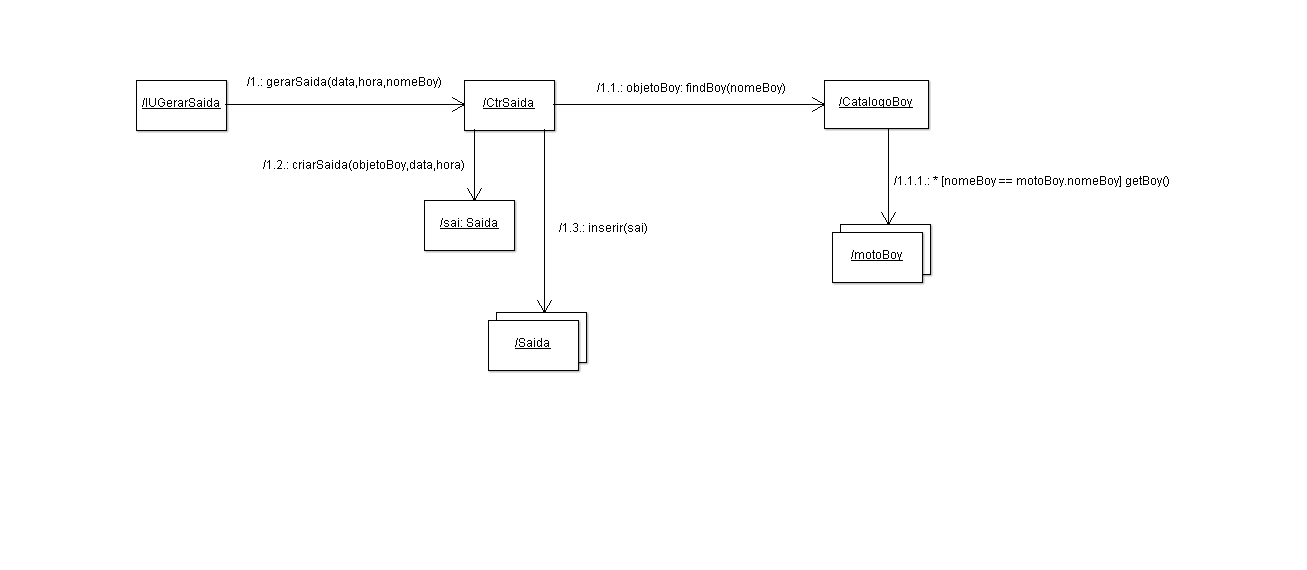 /1.: gerarSaida(data,hora,nomeBoy)
/1.1.: objetoBoy: findBoy(nomeBoy)
/IUGerarSaida
/CtrSaida
/CatalogoBoy
/1.2.: criarSaida(objetoBoy,data,hora)
/1.1.1.: * [nomeBoy == motoBoy.nomeBoy] getBoy()
/sai: Saida
/1.3.: inserir(sai)
/motoBoy
/Saida